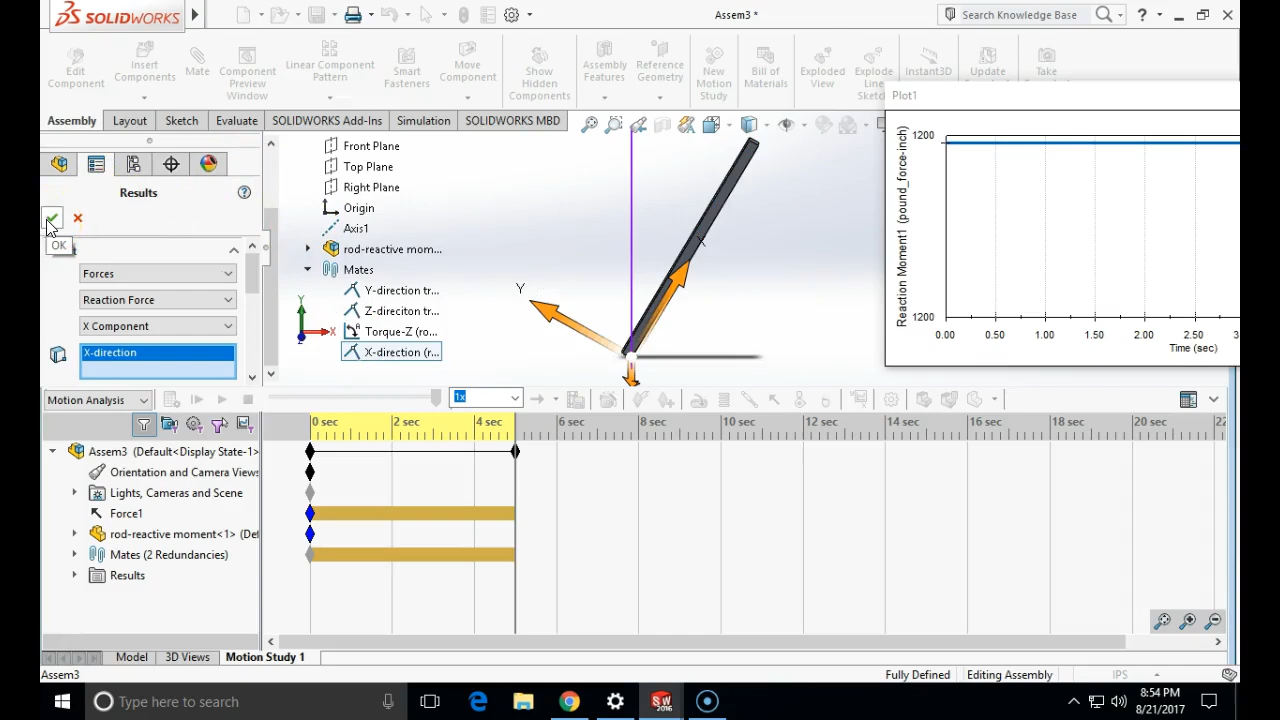 SOLIDWORKS
Assem3 *
Search Knowledge Base
?
Edit Component
Insert Components
Mate
Component Preview Window
Linear Component Pattern
Smart Fasteners
Move Component
Show Hidden Components
Assembly Features
Reference Geometry
New Motion Study
Bill of Materials
Exploded View
Explode Line Sketch
Instant3D
Update
Take
Assembly
Layout
Sketch
Evaluate
SOLIDWORKS Add-Ins
Simulation
SOLIDWORKS MBD
Results
?
OK
Forces
Reaction Force
X Component
X-direction
Front Plane
Top Plane
Right Plane
Origin
Axis1
rod-reactive mom...
Mates
Y-direction tr...
Z-direciton tr...
Torque-Z (ro...
X-direction (r...
Y
X
Z
X
Y
Plot1
Reaction Moment1 (pound_force-inch)
1200
1200
0.00 0.50 1.00 1.50 2.00 2.50 3
Time (sec)
Motion Analysis
1x
0 sec 2 sec 4 sec 6 sec 8 sec 10 sec 12 sec 14 sec 16 sec 18 sec 20 sec 22
Assem3 (Default<Display State-1>
Orientation and Camera Views
Lights, Cameras and Scene
Force1
rod-reactive moment<1> (Def
Mates (2 Redundancies)
Results
Model
3D Views
Motion Study 1
Assem3
Fully Defined
Editing Assembly
IPS
Type here to search
SW 2016
8:54 PM
8/21/2017